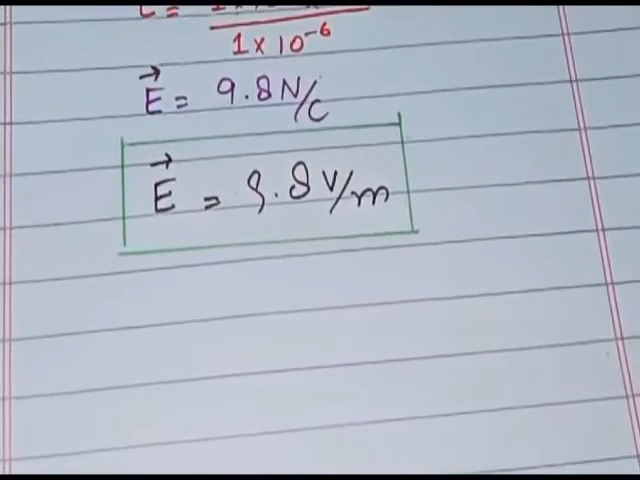 1 × 10⁻⁶
E⃗ = 9.8 N/C
E⃗ = 9.8 V/m